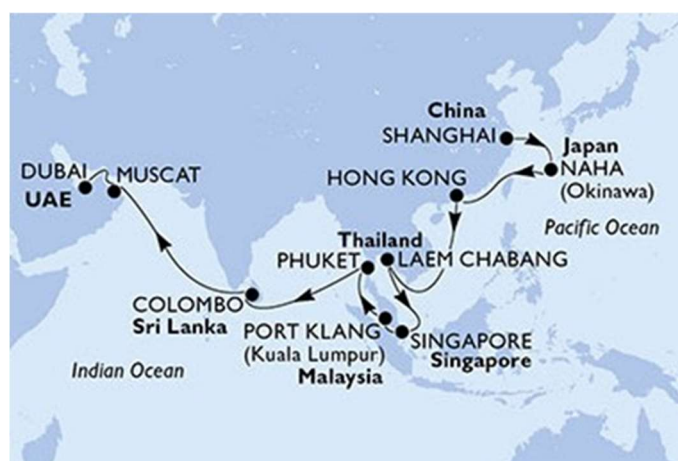 China
SHANGHAI
Japan
NAHA
(Okinawa)
DUBAI
UAE
MUSCAT
HONG KONG
Pacific Ocean
Thailand
PHUKET
LAEM CHABANG
COLOMBO
Sri Lanka
PORT KLANG
(Kuala Lumpur)
Malaysia
SINGAPORE
Singapore
Indian Ocean